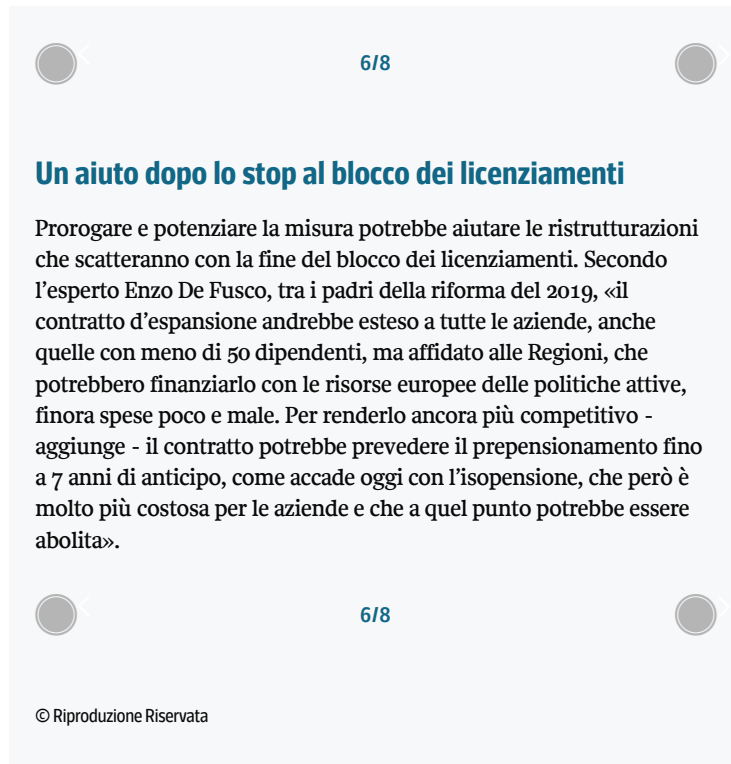 6/8
Un aiuto dopo lo stop al blocco dei licenziamenti
Prorogare e potenziare la misura potrebbe aiutare le ristrutturazioni
che scatteranno con la fine del blocco dei licenziamenti. Secondo
l’esperto Enzo De Fusco, tra i padri della riforma del 2019, «il
contratto d’espansione andrebbe esteso a tutte le aziende, anche
quelle con meno di 50 dipendenti, ma affidato alle Regioni, che
potrebbero finanziarlo con le risorse europee delle politiche attive,
finora spese poco e male. Per renderlo ancora più competitivo -
aggiunge - il contratto potrebbe prevedere il prepensionamento fino
a 7 anni di anticipo, come accade oggi con l’isopensione, che però è
molto più costosa per le aziende e che a quel punto potrebbe essere
abolita».
6/8
© Riproduzione Riservata